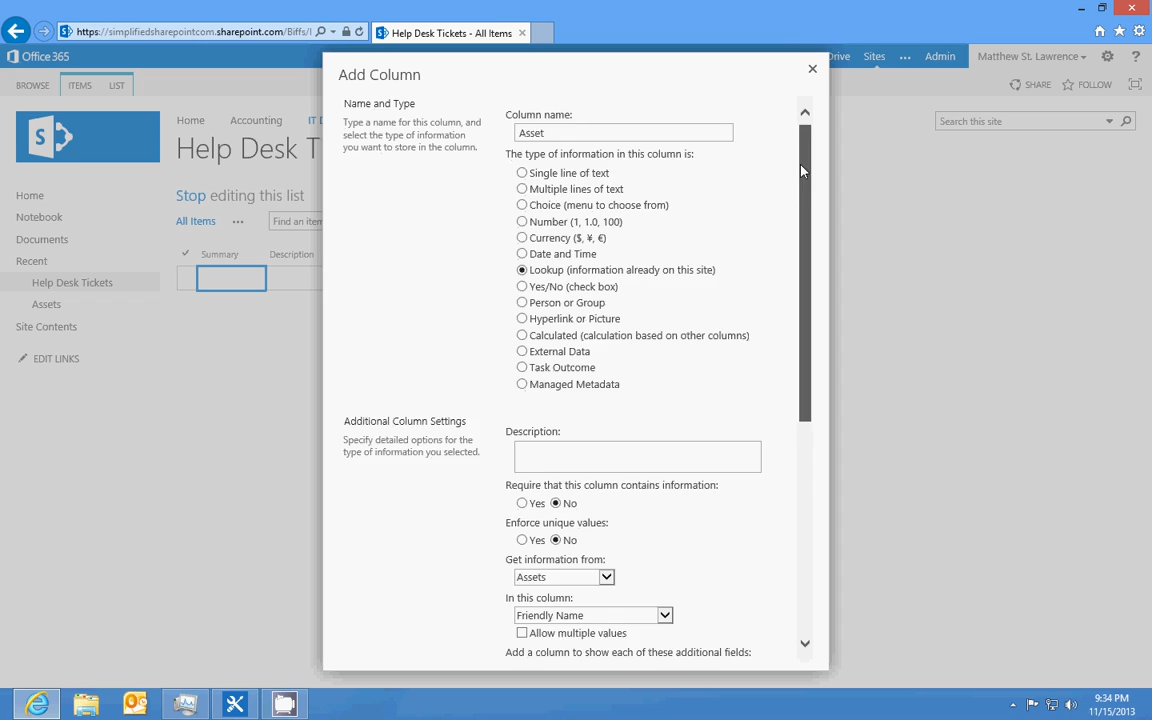 https://simplifiedsharepointcom.sharepoint.com/Biffs/l
Help Desk Tickets - All Items
Office 365
Drive Sites Admin Matthew St. Lawrence ?
BROWSE ITEMS LIST
SHARE FOLLOW
Home Accounting IT D
Help Desk T
Search this site
Home
Notebook
Documents
Recent
Help Desk Tickets
Assets
Site Contents
EDIT LINKS
Stop editing this list
All Items Find an item
Summary Description
Add Column
Name and Type
Type a name for this column, and
select the type of information
you want to store in the column.
Column name:
Asset
The type of information in this column is:
Single line of text
Multiple lines of text
Choice (menu to choose from)
Number (1, 1.0, 100)
Currency ($, ¥, €)
Date and Time
Lookup (information already on this site)
Yes/No (check box)
Person or Group
Hyperlink or Picture
Calculated (calculation based on other columns)
External Data
Task Outcome
Managed Metadata
Additional Column Settings
Specify detailed options for the
type of information you selected.
Description:
Require that this column contains information:
Yes No
Enforce unique values:
Yes No
Get information from:
Assets
In this column:
Friendly Name
Allow multiple values
Add a column to show each of these additional fields:
9:34 PM
11/15/2013